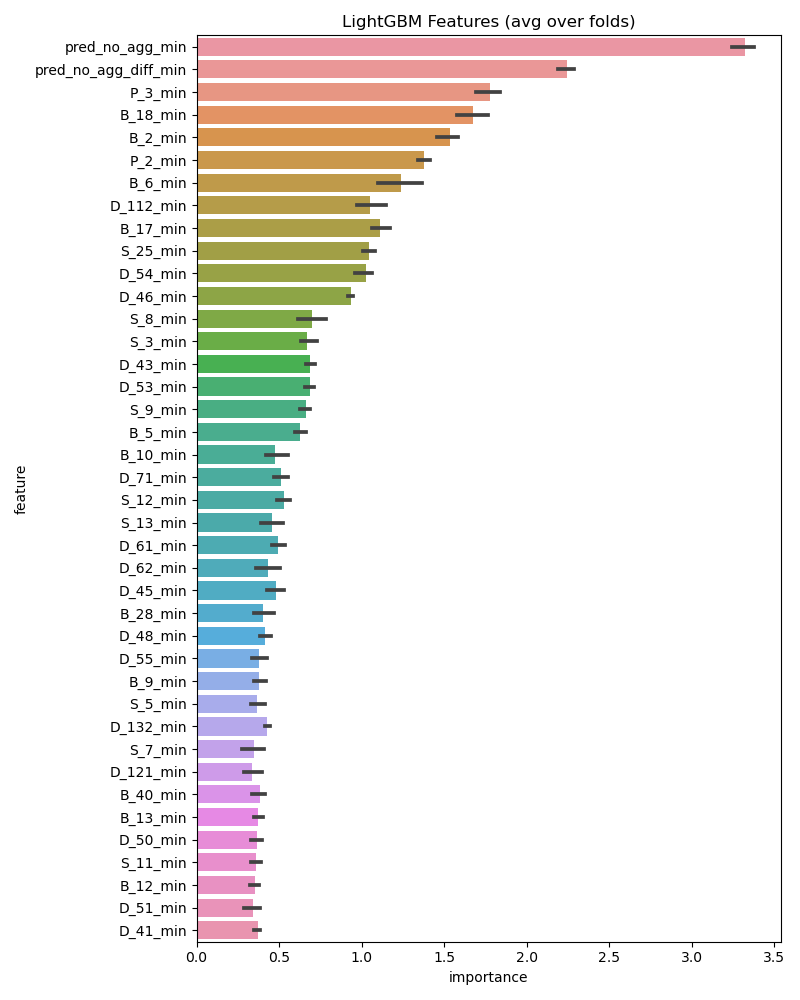 LightGBM Features (avg over folds)
pred_no_agg_min
pred_no_agg_diff_min
P_3_min
B_18_min
B_2_min
P_2_min
B_6_min
D_112_min
B_17_min
S_25_min
D_54_min
D_46_min
S_8_min
S_3_min
D_43_min
D_53_min
S_9_min
B_5_min
B_10_min
D_71_min
S_12_min
S_13_min
D_61_min
D_62_min
D_45_min
B_28_min
D_48_min
D_55_min
B_9_min
S_5_min
D_132_min
S_7_min
D_121_min
B_40_min
B_13_min
D_50_min
S_11_min
B_12_min
D_51_min
D_41_min
feature
0.0 0.5 1.0 1.5 2.0 2.5 3.0 3.5
importance